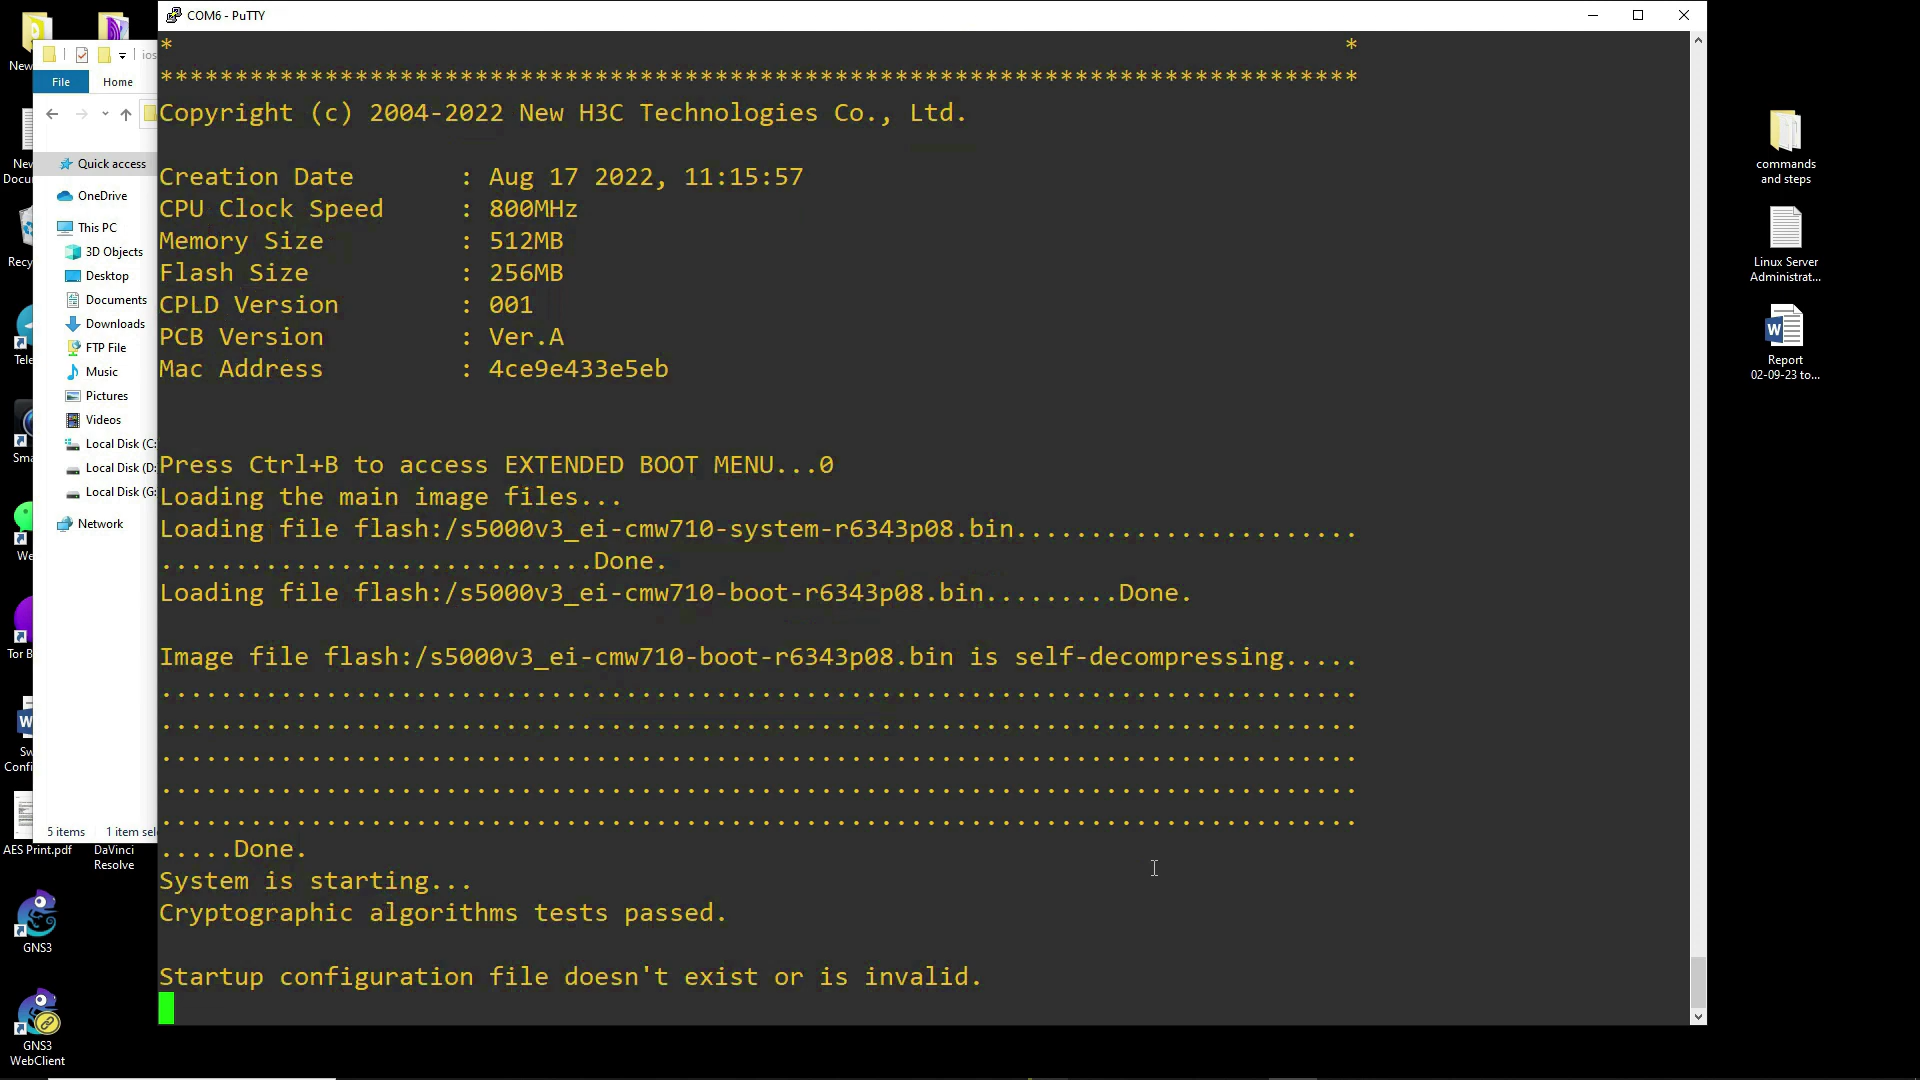 COM6 - PuTTY
*                                                                              *
********************************************************************************
Copyright (c) 2004-2022 New H3C Technologies Co., Ltd.
Creation Date         : Aug 17 2022, 11:15:57
CPU Clock Speed       : 800MHz
Memory Size           : 512MB
Flash Size            : 256MB
CPLD Version          : 001
PCB Version           : Ver.A
Mac Address           : 4ce9e433e5eb
Press Ctrl+B to access EXTENDED BOOT MENU...0
Loading the main image files...
Loading file flash:/s5000v3_ei-cmw710-system-r6343p08.bin.......................
.............................Done.
Loading file flash:/s5000v3_ei-cmw710-boot-r6343p08.bin.........Done.
Image file flash:/s5000v3_ei-cmw710-boot-r6343p08.bin is self-decompressing.....
................................................................................
................................................................................
................................................................................
................................................................................
................................................................................
.....Done.
System is starting...
Cryptographic algorithms tests passed.
Startup configuration file doesn't exist or is invalid.
ios
File
Home
Quick access
OneDrive
This PC
3D Objects
Desktop
Documents
Downloads
FTP File
Music
Pictures
Videos
Local Disk (C:
Local Disk (D:
Local Disk (G:
Network
5 items
1 item sel
New
New
Docu
Recy
Tele
Sma
We
Tor B
Sw
Confi
AES Print.pdf
DaVinci
Resolve
GNS3
GNS3
WebClient
commands
and steps
Linux Server
Administrat...
Report
02-09-23 to...